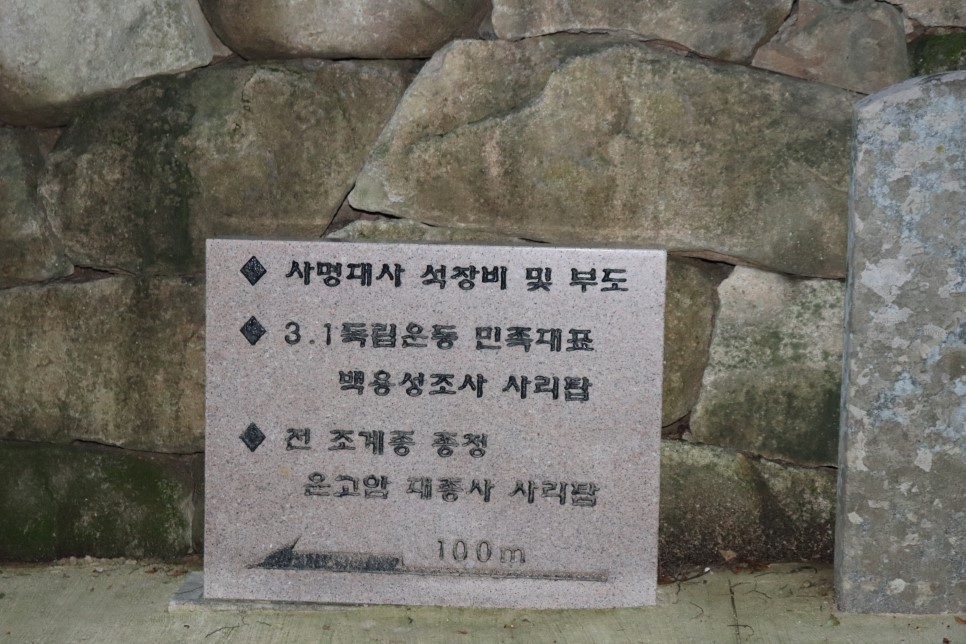 ◆ 사명대사 석장비 및 부도
◆ 3.1독립운동 민족대표
백용성조사 사리탑
◆ 전 조계종 종정
윤고암 대종사 사리탑
100m